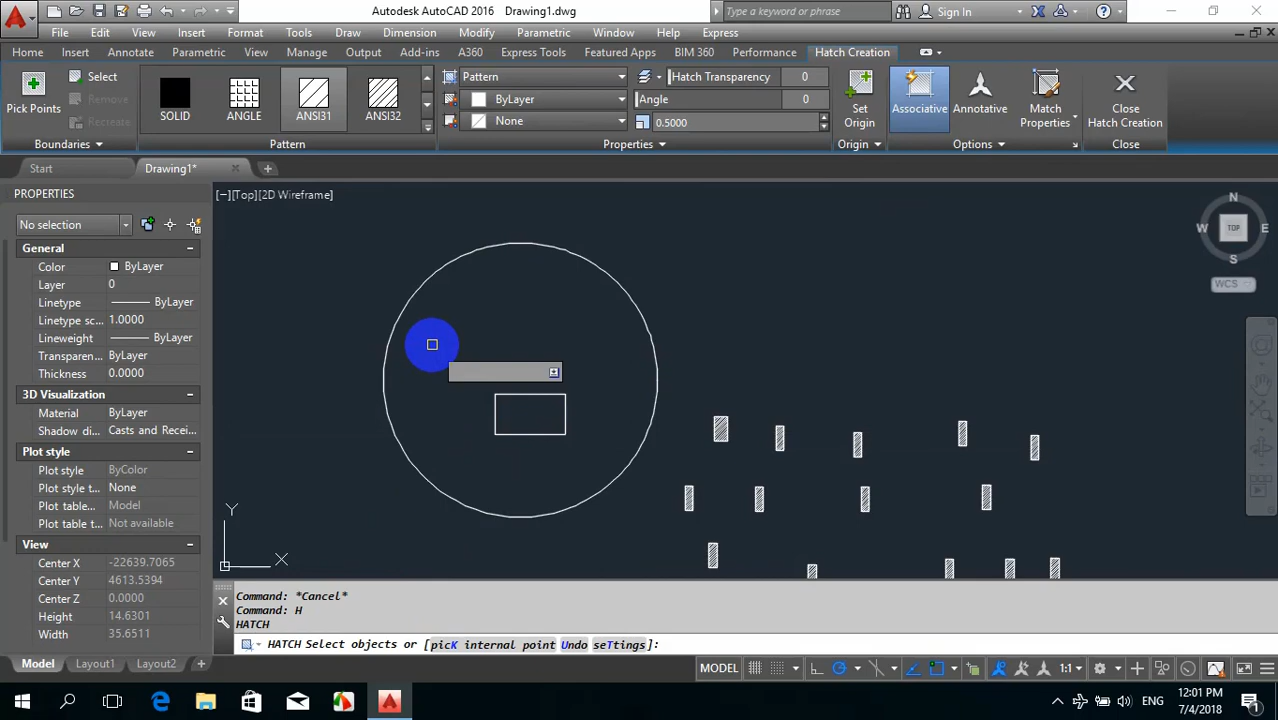 Autodesk AutoCAD 2016 Drawing1.dwg
Type a keyword or phrase
Sign In
File Edit View Insert Format Tools Draw Dimension Modify Parametric Window Help Express
Home Insert Annotate Parametric View Manage Output Add-ins A360 Express Tools Featured Apps BIM 360 Performance Hatch Creation
Pick Points
Select
Remove
Recreate
Boundaries
SOLID
ANGLE
ANSI31
ANSI32
Pattern
Pattern
ByLayer
None
Hatch Transparency 0
Angle 0
0.5000
Properties
Set Origin
Origin
Associative
Annotative
Match Properties
Options
Close Hatch Creation
Close
Start
Drawing1*
PROPERTIES
No selection
General
Color ByLayer
Layer 0
Linetype ByLayer
Linetype sc... 1.0000
Lineweight ByLayer
Transparen... ByLayer
Thickness 0.0000
3D Visualization
Material ByLayer
Shadow di... Casts and Recei...
Plot style
Plot style ByColor
Plot style t... None
Plot table... Model
Plot table t... Not available
View
Center X -22639.7065
Center Y 4613.5394
Center Z 0.0000
Height 14.6301
Width 35.6511
[−][Top][2D Wireframe]
N
W TOP E
S
WCS
Y
X
Command: *Cancel*
Command: H
HATCH
HATCH Select objects or [picK internal point Undo seTtings]:
Model Layout1 Layout2 +
MODEL
1:1
ENG
12:01 PM
7/4/2018
1